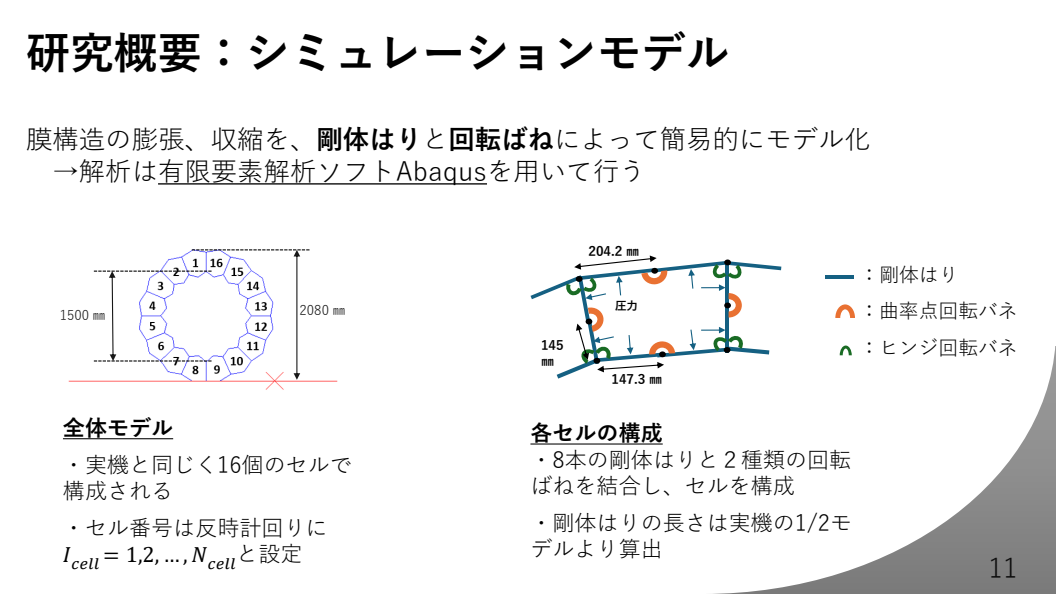 研究概要：シミュレーションモデル
膜構造の膨張、収縮を、剛体はりと回転ばねによって簡易的にモデル化
→解析は有限要素解析ソフトAbaqusを用いて行う
1500 ㎜
2080 ㎜
1
2
3
4
5
6
7
8
9
10
11
12
13
14
15
16
204.2 ㎜
圧力
145
㎜
147.3 ㎜
：剛体はり
：曲率点回転バネ
：ヒンジ回転バネ
全体モデル
・実機と同じく16個のセルで
構成される
・セル番号は反時計回りに
I_cell = 1,2, … , N_cellと設定
各セルの構成
・8本の剛体はりと２種類の回転
ばねを結合し、セルを構成
・剛体はりの長さは実機の1/2モ
デルより算出
11